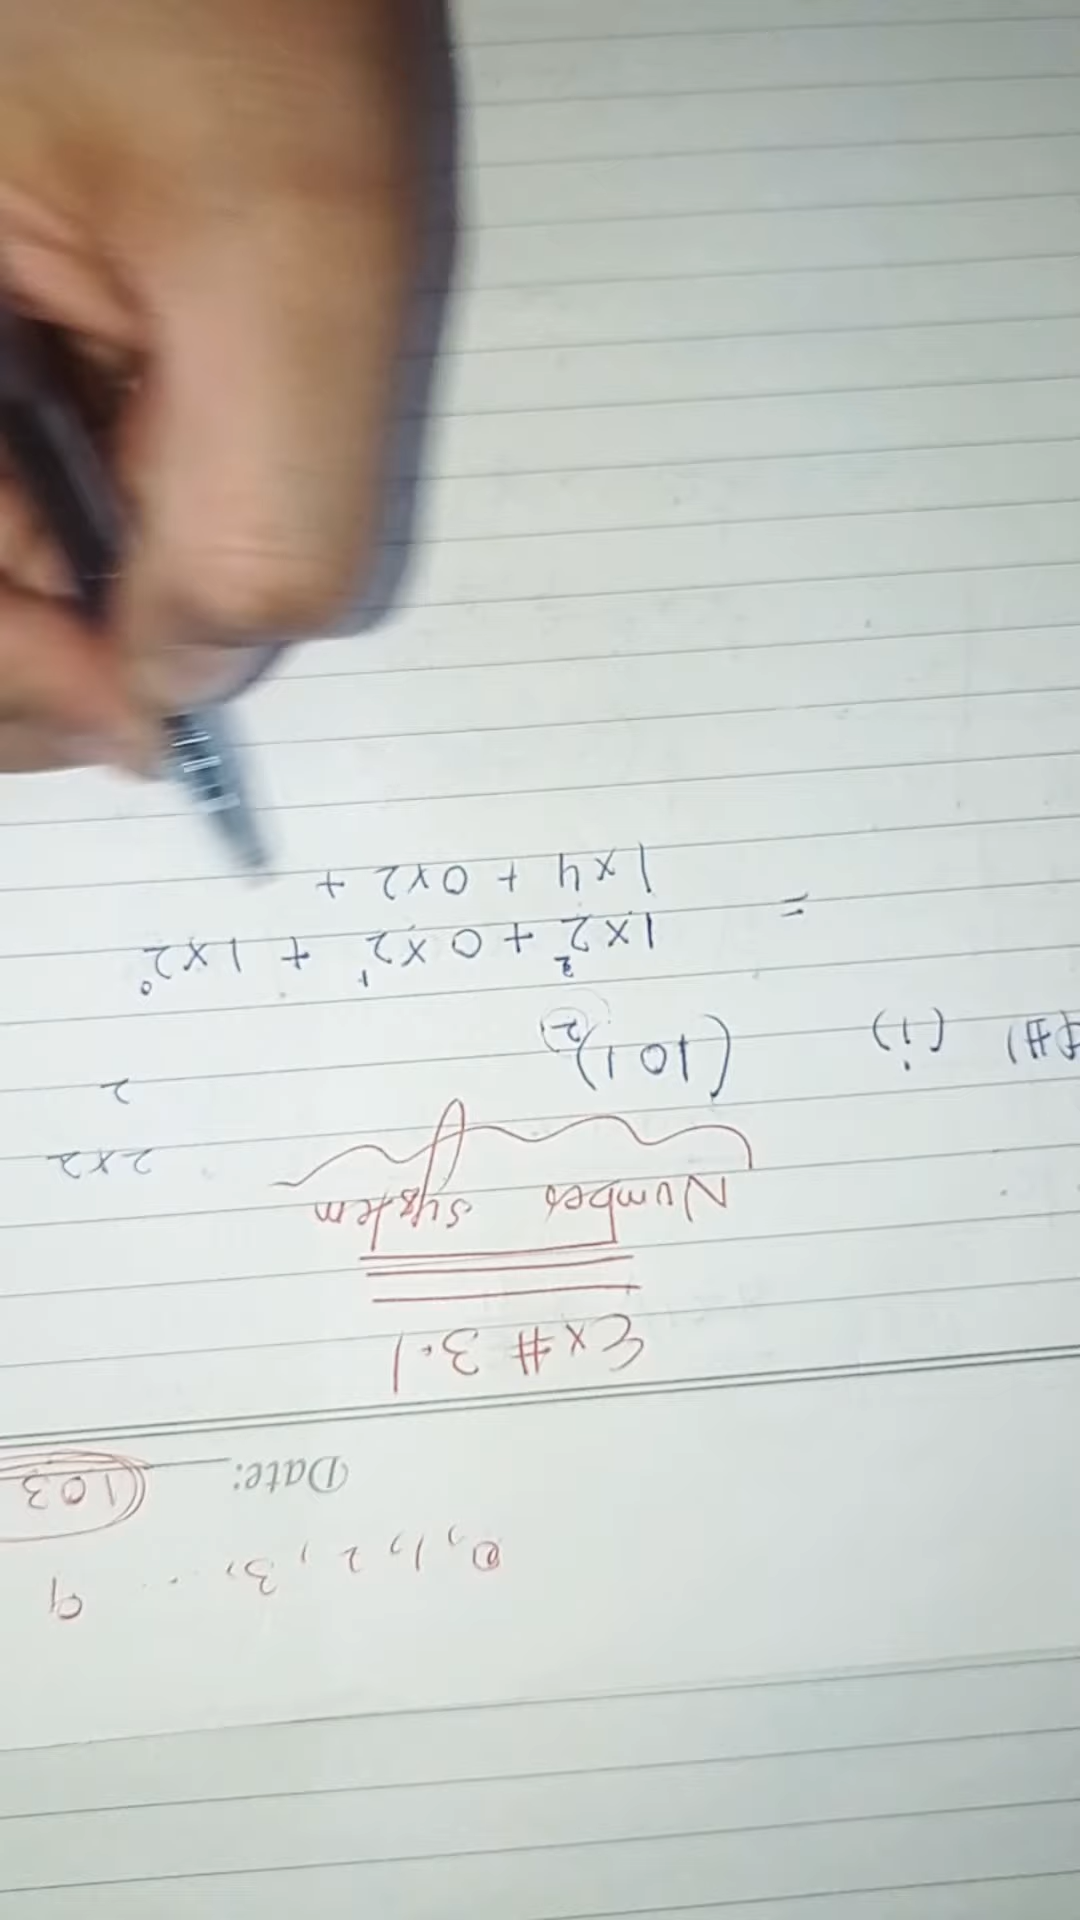 0, 1, 2, 3, ... 9
Date: 103
Ex # 3.1
Number system
2×2
Q#1 (i) (101)2 2
= 1×2² + 0×2¹ + 1×2⁰
1×4 + 0×2 +